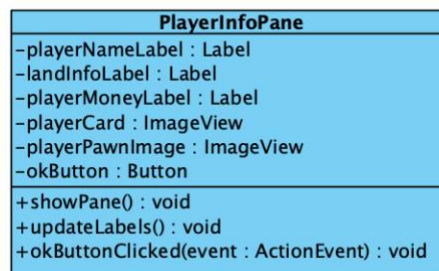 PlayerInfoPane
-playerNameLabel : Label
-landInfoLabel : Label
-playerMoneyLabel : Label
-playerCard : ImageView
-playerPawnImage : ImageView
-okButton : Button
+showPane() : void
+updateLabels() : void
+okButtonClicked(event : ActionEvent) : void